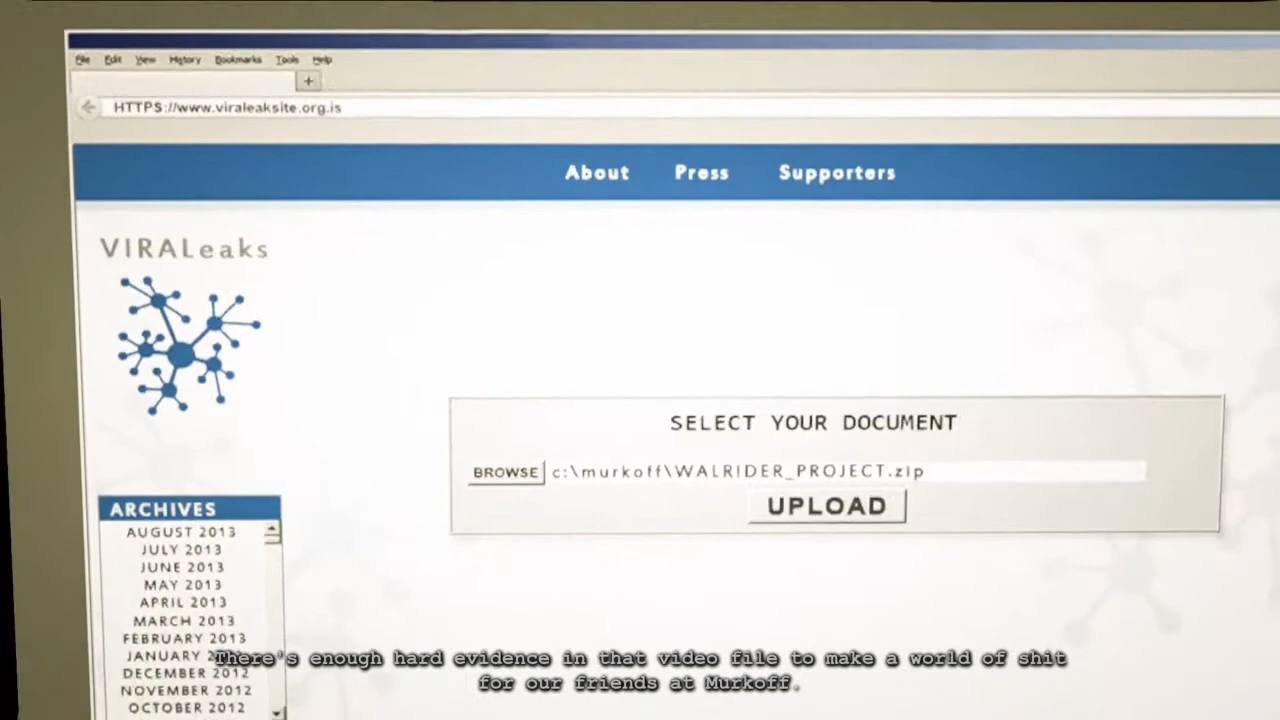 File Edit View History Bookmarks Tools Help
+
HTTPS://www.viraleaksite.org.is
About Press Supporters
VIRALeaks
SELECT YOUR DOCUMENT
BROWSE c:\murkoff\WALRIDER_PROJECT.zip
UPLOAD
ARCHIVES
AUGUST 2013
JULY 2013
JUNE 2013
MAY 2013
APRIL 2013
MARCH 2013
FEBRUARY 2013
JANUARY 2013
DECEMBER 2012
NOVEMBER 2012
OCTOBER 2012
There's enough hard evidence in that video file to make a world of shit
for our friends at Murkoff.